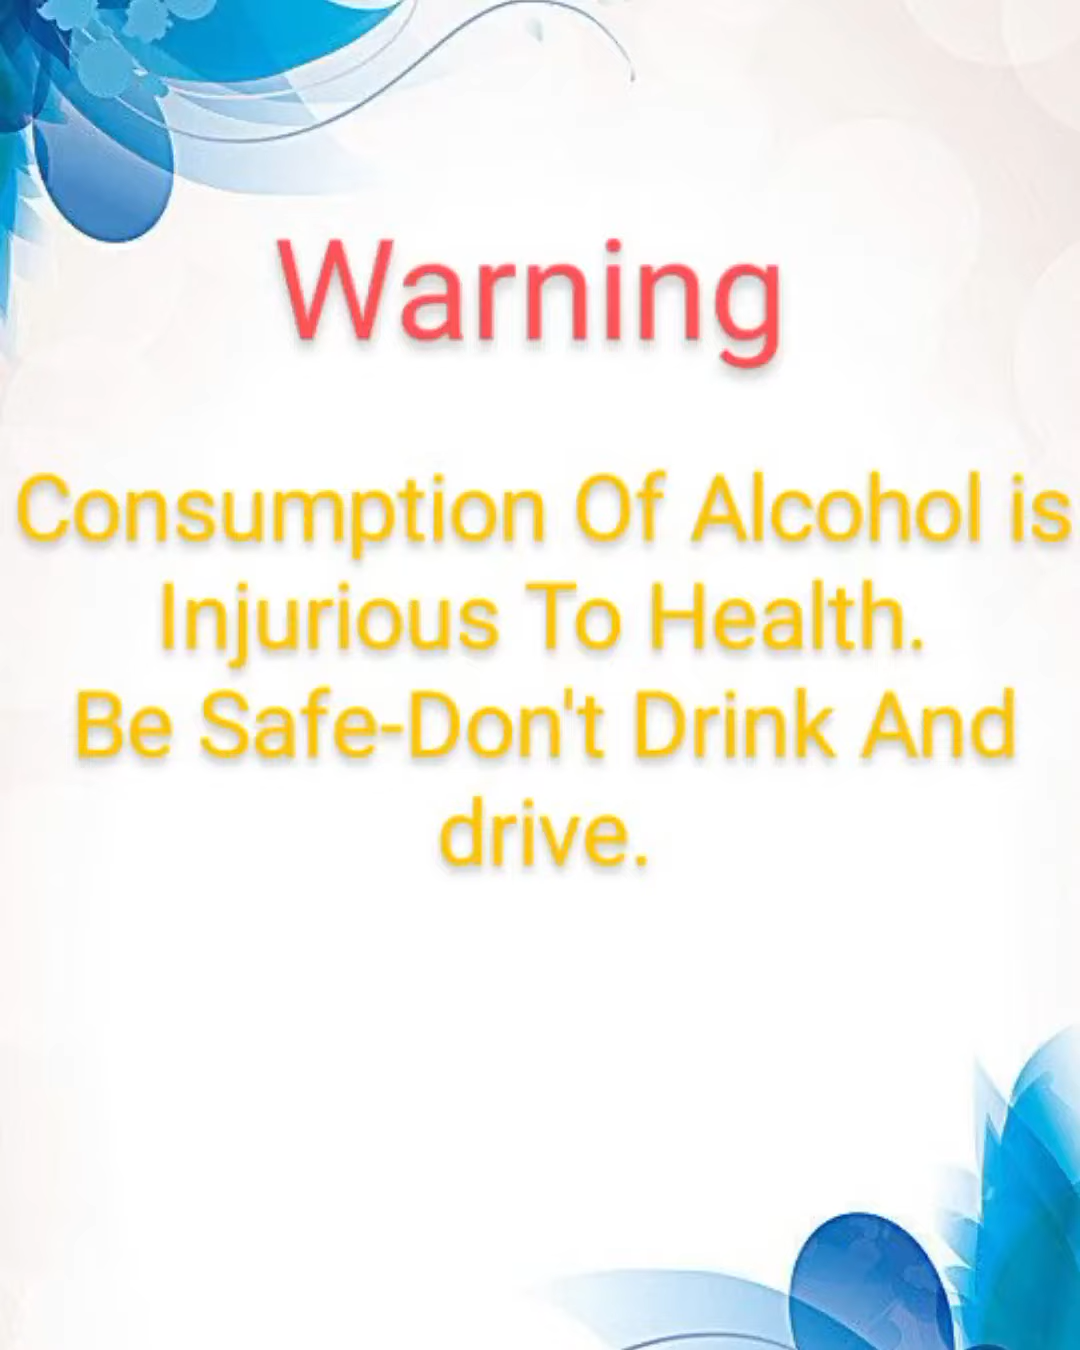 Warning
Consumption Of Alcohol is
Injurious To Health.
Be Safe-Don't Drink And
drive.